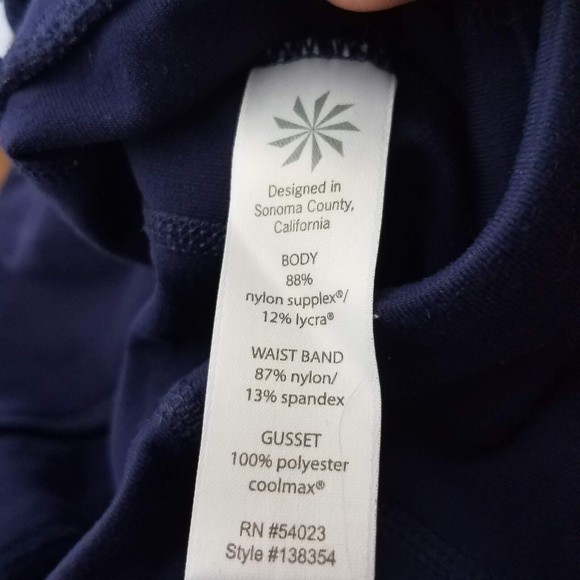 Designed in
Sonoma County,
California
BODY
88%
nylon supplex®/
12% lycra®
WAIST BAND
87% nylon/
13% spandex
GUSSET
100% polyester
coolmax®
RN #54023
Style #138354